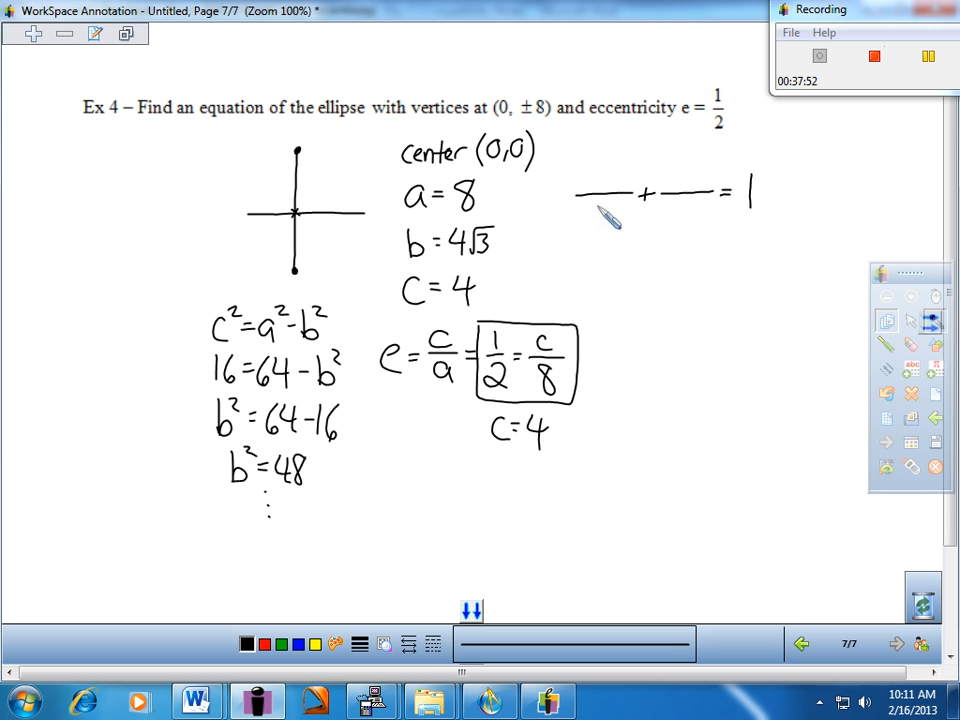 WorkSpace Annotation - Untitled, Page 7/7 (Zoom 100%) *
Recording
File Help
00:37:52
Ex 4 – Find an equation of the ellipse with vertices at (0, ±8) and eccentricity e = 1/2
center (0,0)
a = 8
b = 4√3
c = 4
___ + ___ = 1
c² = a² - b²
16 = 64 - b²
b² = 64 - 16
b² = 48
⋮
e = c/a = 1/2 = c/8
c = 4
7/7
10:11 AM
2/16/2013